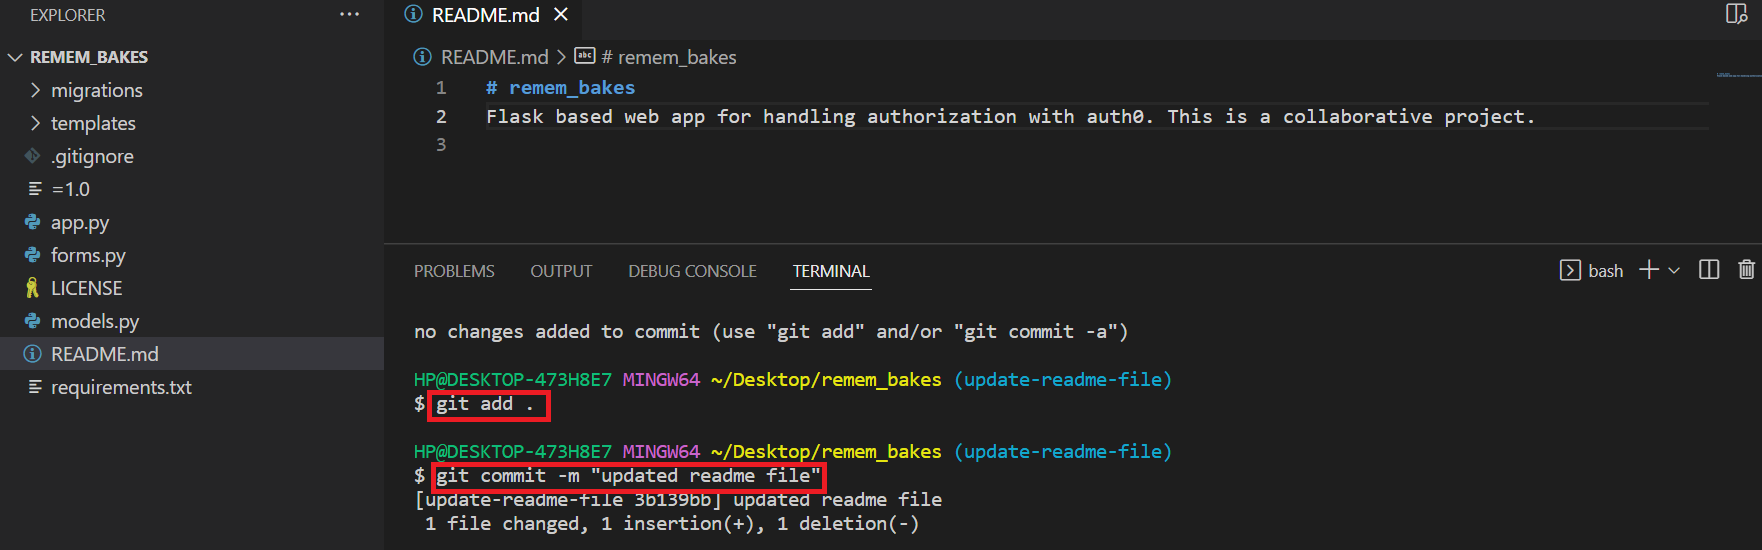 EXPLORER
REMEM_BAKES
migrations
templates
.gitignore
=1.0
app.py
forms.py
LICENSE
models.py
README.md
requirements.txt
README.md
README.md > # remem_bakes
1 # remem_bakes
2 Flask based web app for handling authorization with auth0. This is a collaborative project.
3
PROBLEMS OUTPUT DEBUG CONSOLE TERMINAL bash
no changes added to commit (use "git add" and/or "git commit -a")
HP@DESKTOP-473H8E7 MINGW64 ~/Desktop/remem_bakes (update-readme-file)
$ git add .
HP@DESKTOP-473H8E7 MINGW64 ~/Desktop/remem_bakes (update-readme-file)
$ git commit -m "updated readme file"
[update-readme-file 3b139bb] updated readme file
1 file changed, 1 insertion(+), 1 deletion(-)